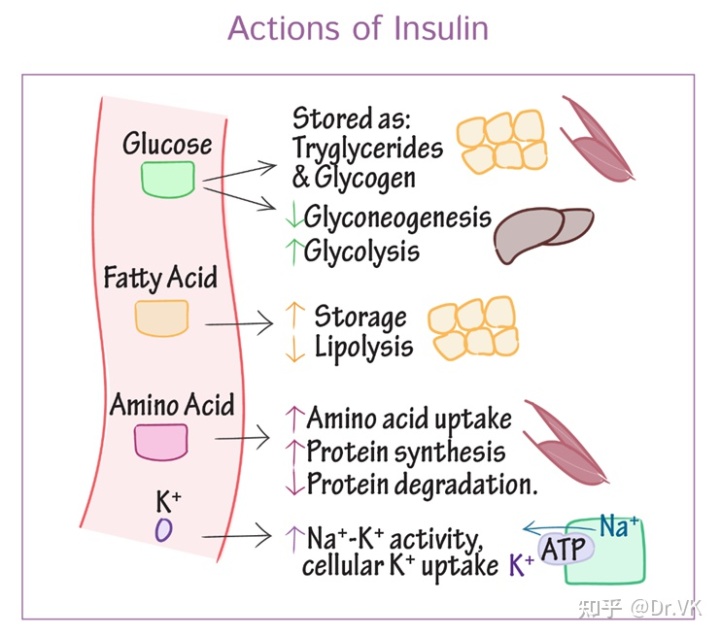 Actions of Insulin
Glucose
Stored as:
Tryglycerides
& Glycogen
↓Glyconeogenesis
↑Glycolysis
Fatty Acid
↑ Storage
↓ Lipolysis
Amino Acid
↑Amino acid uptake
↑Protein synthesis
↓Protein degradation.
K⁺
↑Na⁺-K⁺ activity,
cellular K⁺ uptake
K⁺
ATP
Na⁺
知乎 @Dr.VK